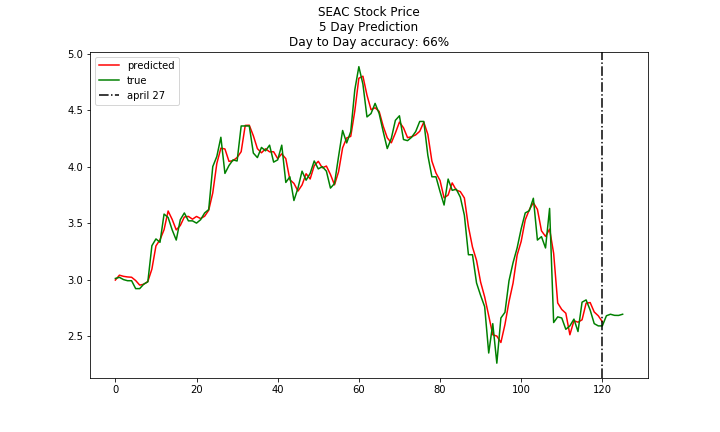 SEAC Stock Price
5 Day Prediction
Day to Day accuracy: 66%
predicted
true
april 27
5.0
4.5
4.0
3.5
3.0
2.5
0 20 40 60 80 100 120